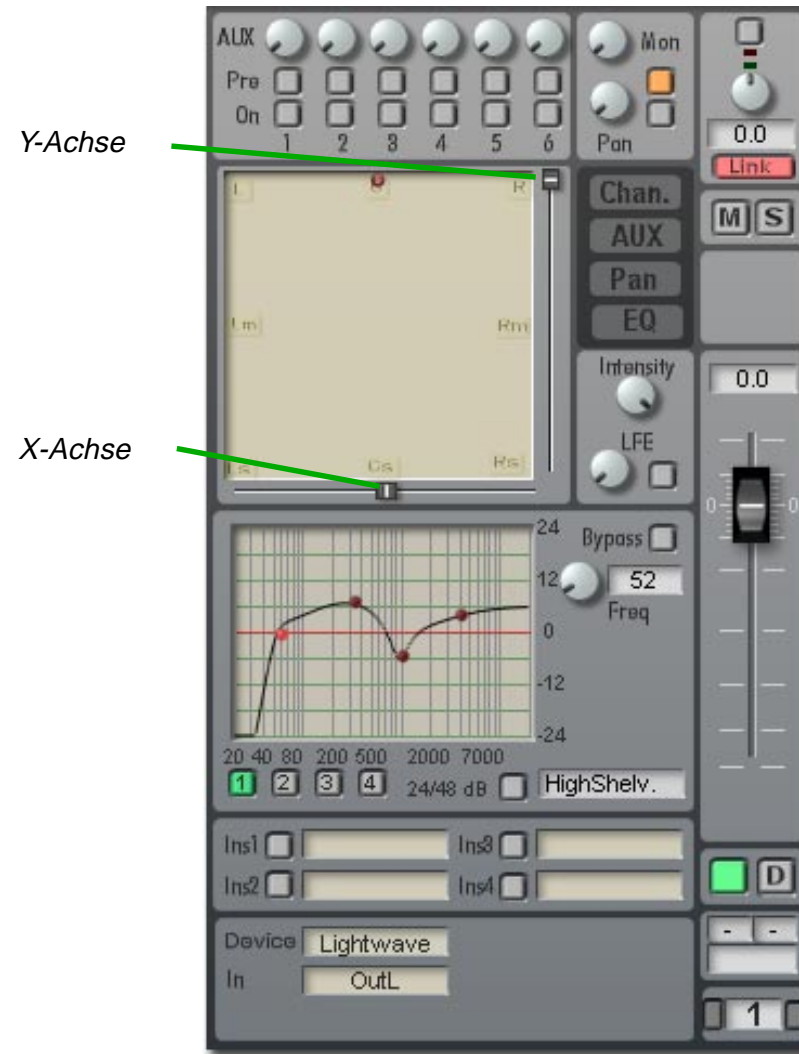 AUX
Mon
Pre
On
1 2 3 4 5 6
Pan
0.0
Link
Y-Achse
L R
Chan.
M S
AUX
Pan
EQ
Lm Rm
Intensity
0.0
X-Achse
LFE
Ls Cs Rs
0 0
24
12
0
-12
-24
Bypass
52
Freq
20 40 80 200 500 2000 7000
1 2 3 4 24/48 dB HighShelv.
Ins1 Ins3
Ins2 Ins4
D
Device Lightwave
- -
In OutL
1